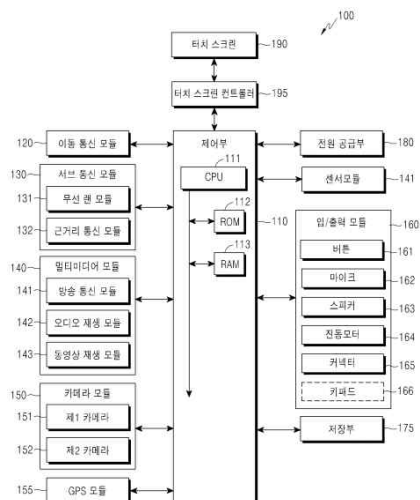 100
터치 스크린 190
터치 스크린 컨트롤러 195
120 이동 통신 모듈
130 서브 통신 모듈
131 무선 랜 모듈
132 근거리 통신 모듈
140 멀티미디어 모듈
141 방송 통신 모듈
142 오디오 재생 모듈
143 동영상 재생 모듈
150 카메라 모듈
151 제1 카메라
152 제2 카메라
155 GPS 모듈
제어부
111
CPU
112
ROM 110
113
RAM
전원 공급부 180
센서모듈 141
160
입/출력 모듈
버튼 161
마이크 162
스피커 163
진동모터 164
커넥터 165
키패드 166
저장부 175